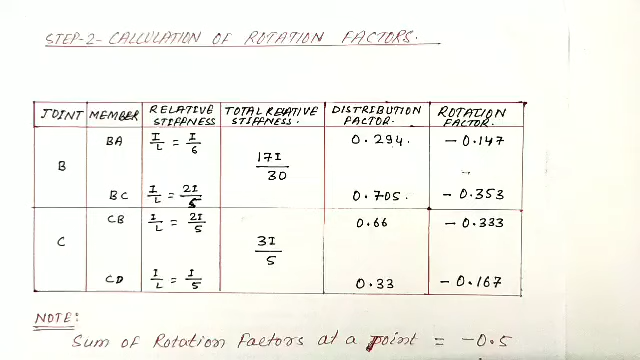 STEP-2- CALCULATION OF ROTATION FACTORS.
JOINT MEMBER RELATIVE STIFFNESS TOTAL RELATIVE STIFFNESS. DISTRIBUTION FACTOR. ROTATION FACTOR.
B BA I/L = I/6 17I/30 0.294. -0.147
BC I/L = 2I/5 0.705. -0.353
C CB I/L = 2I/5 3I/5 0.66 -0.333
CD I/L = I/5 0.33 -0.167
NOTE:
Sum of Rotation Factors at a point = -0.5